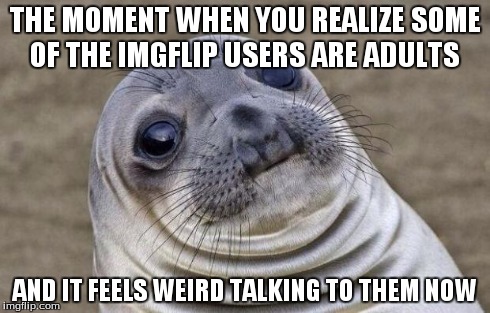 THE MOMENT WHEN YOU REALIZE SOME
OF THE IMGFLIP USERS ARE ADULTS
AND IT FEELS WEIRD TALKING TO THEM NOW
imgflip.com